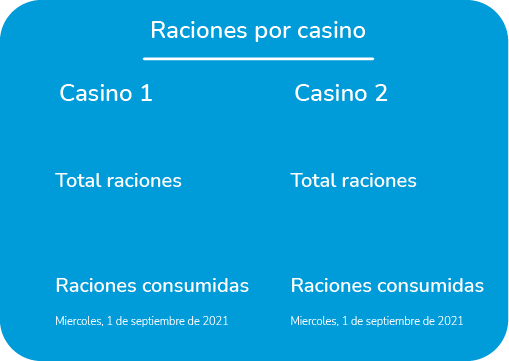 Raciones por casino
Casino 1
Casino 2
Total raciones
Total raciones
Raciones consumidas
Raciones consumidas
Miercoles, 1 de septiembre de 2021
Miercoles, 1 de septiembre de 2021